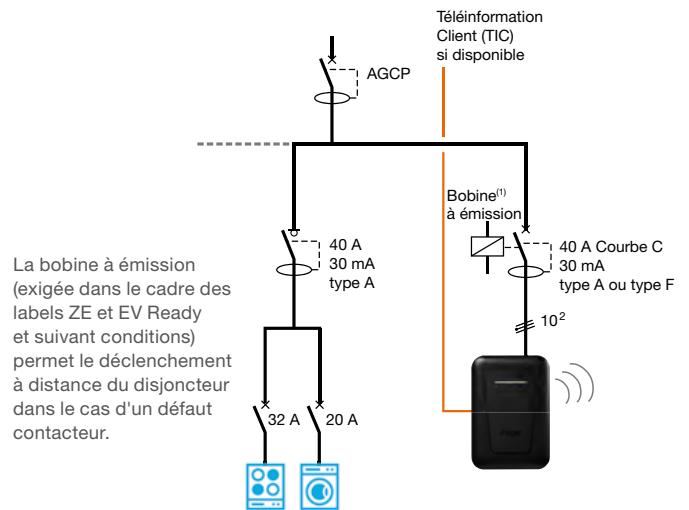 Téléinformation
Client (TIC)
si disponible
AGCP
Bobine⁽¹⁾
à émission
40 A
30 mA
type A
40 A Courbe C
30 mA
type A ou type F
10²
La bobine à émission
(exigée dans le cadre des
labels ZE et EV Ready
et suivant conditions)
permet le déclenchement
à distance du disjoncteur
dans le cas d'un défaut
contacteur.
32 A
20 A